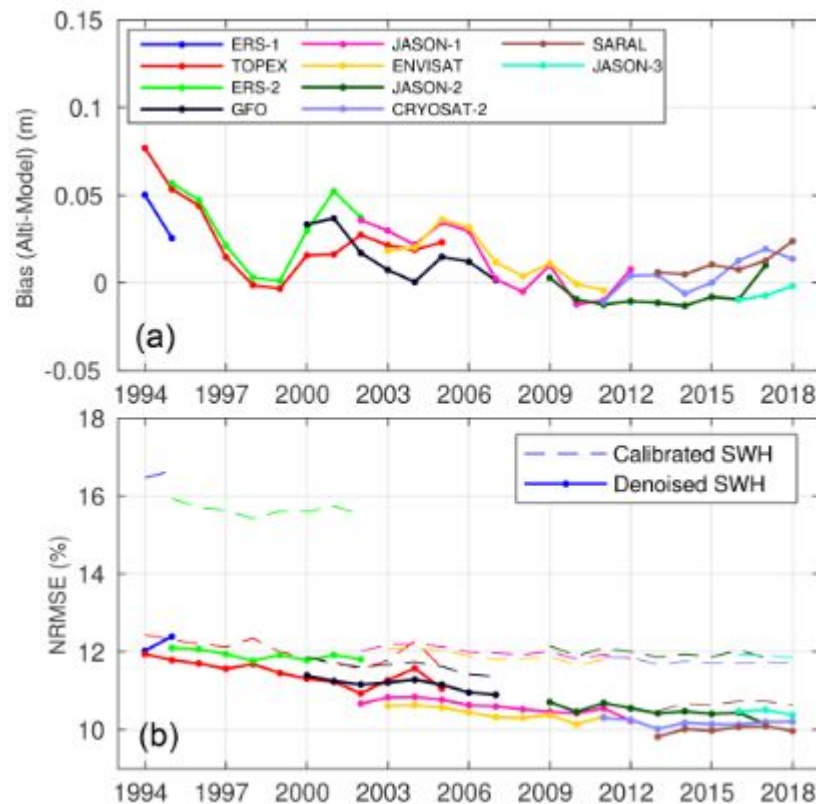 0.15
ERS-1 JASON-1 SARAL
TOPEX ENVISAT JASON-3
ERS-2 JASON-2
GFO CRYOSAT-2
0.1
Bias (Alti-Model) (m)
0.05
0
(a)
-0.05
1994 1997 2000 2003 2006 2009 2012 2015 2018
18
Calibrated SWH
Denoised SWH
16
NRMSE (%)
14
12
10
(b)
1994 1997 2000 2003 2006 2009 2012 2015 2018